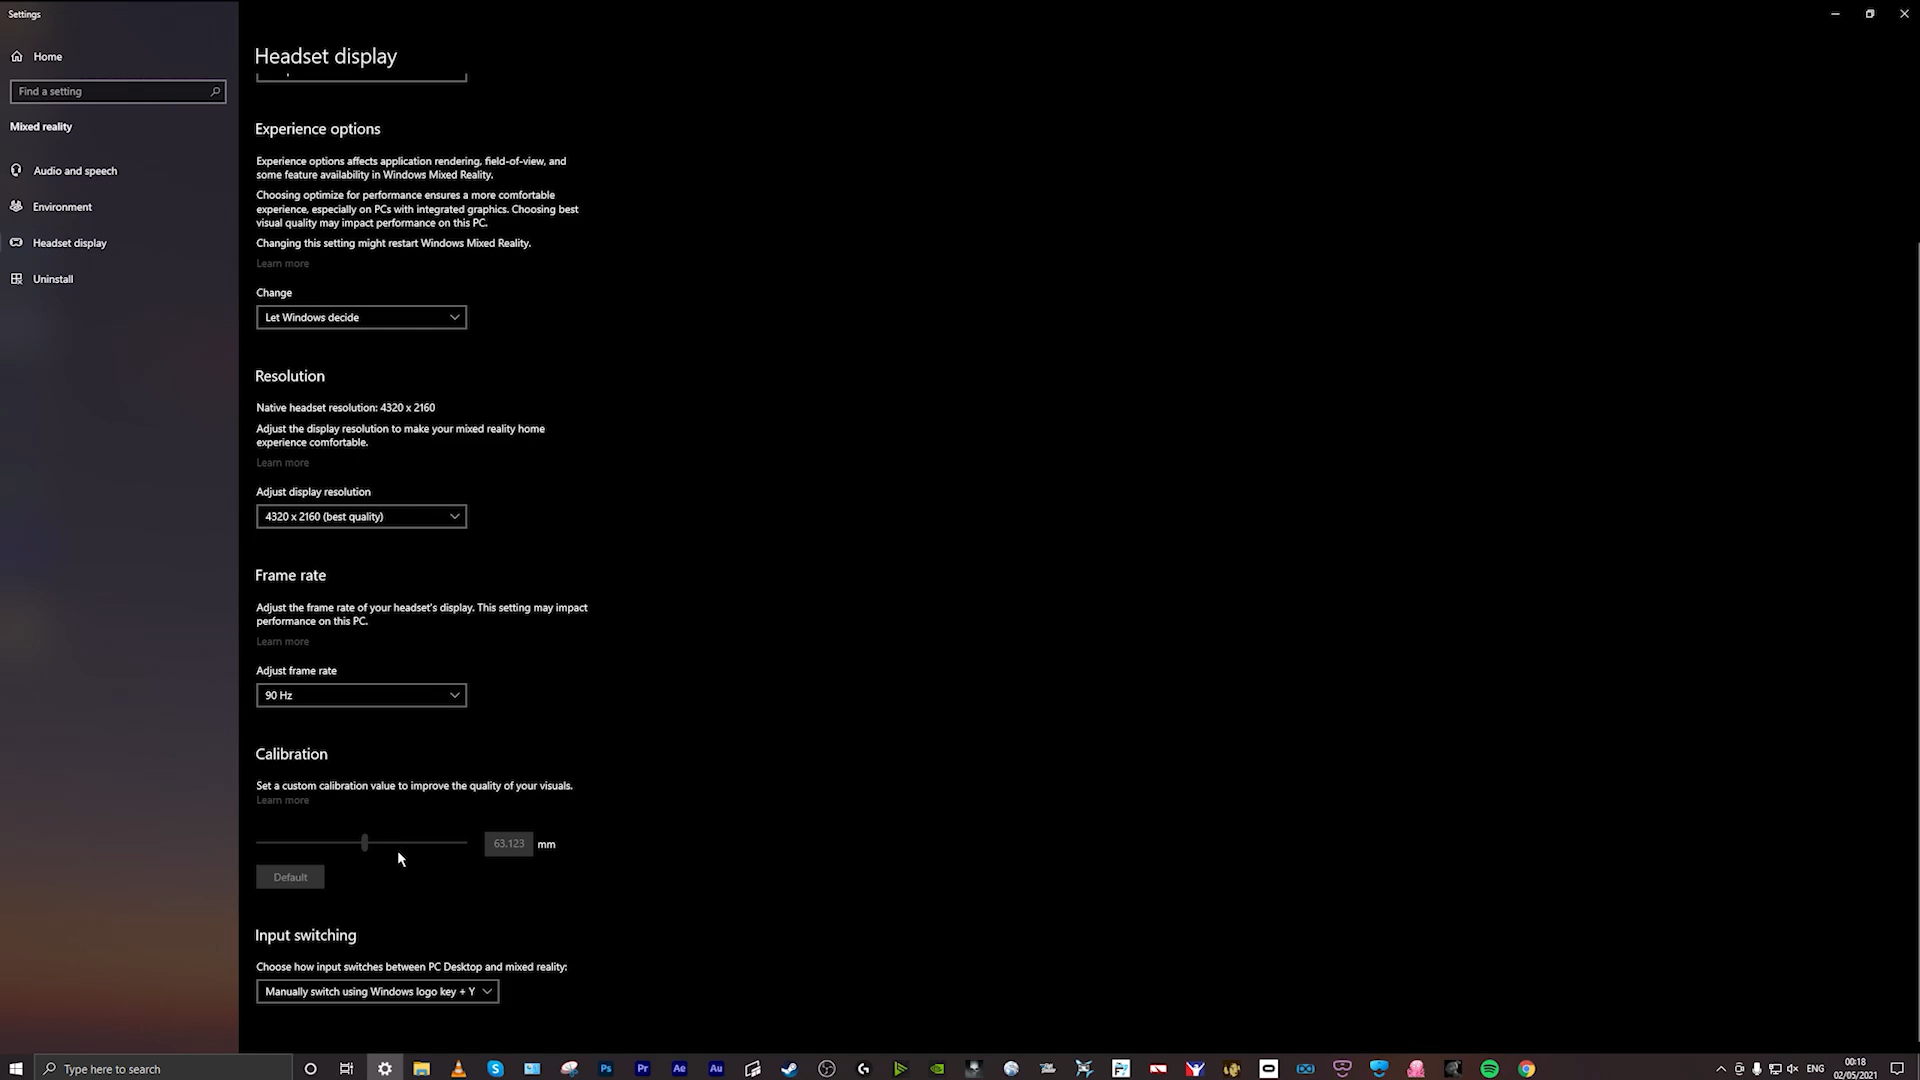 Settings
Home
Find a setting
Mixed reality
Audio and speech
Environment
Headset display
Uninstall
Headset display
Experience options
Experience options affects application rendering, field-of-view, and
some feature availability in Windows Mixed Reality.
Choosing optimize for performance ensures a more comfortable
experience, especially on PCs with integrated graphics. Choosing best
visual quality may impact performance on this PC.
Changing this setting might restart Windows Mixed Reality.
Learn more
Change
Let Windows decide
Resolution
Native headset resolution: 4320 x 2160
Adjust the display resolution to make your mixed reality home
experience comfortable.
Learn more
Adjust display resolution
4320 x 2160 (best quality)
Frame rate
Adjust the frame rate of your headset's display. This setting may impact
performance on this PC.
Learn more
Adjust frame rate
90 Hz
Calibration
Set a custom calibration value to improve the quality of your visuals.
Learn more
63.123 mm
Default
Input switching
Choose how input switches between PC Desktop and mixed reality:
Manually switch using Windows logo key + Y
Type here to search
Ps
Pr
Ae
Au
ENG
00:18
02/05/2021